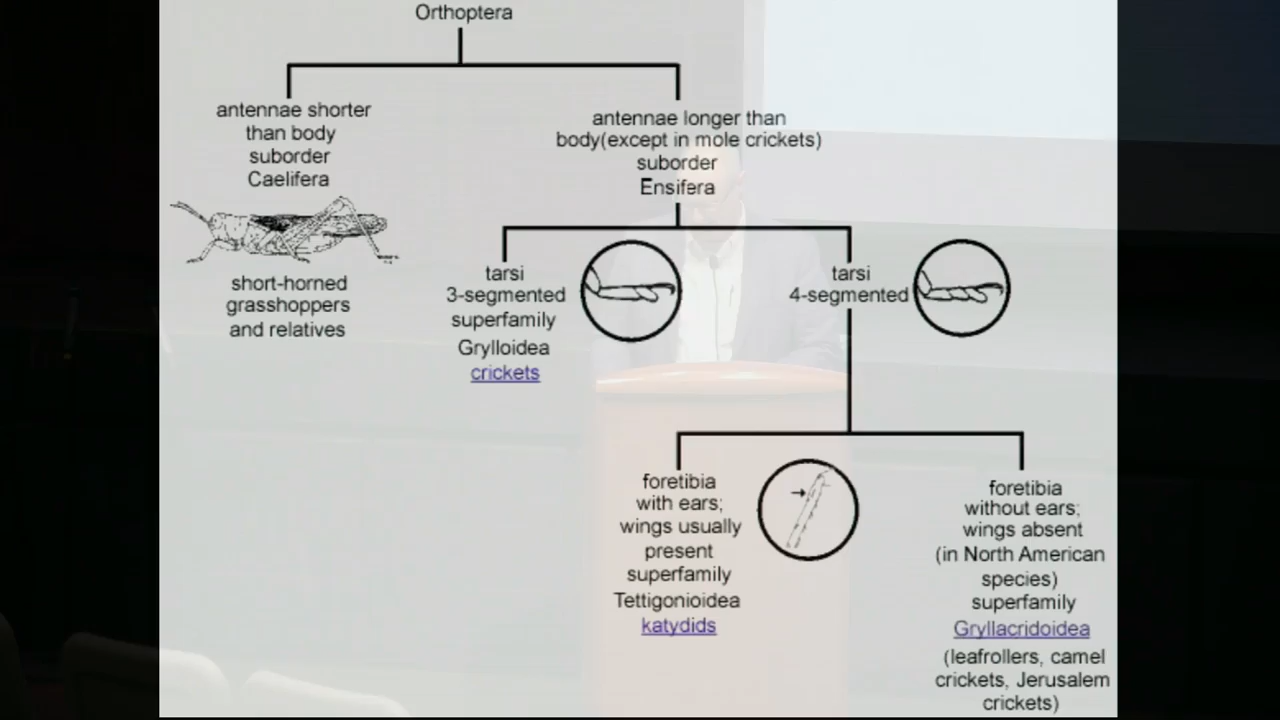 Orthoptera
antennae shorter
than body
suborder
Caelifera
short-horned
grasshoppers
and relatives
antennae longer than
body(except in mole crickets)
suborder
Ensifera
tarsi
3-segmented
superfamily
Grylloidea
crickets
tarsi
4-segmented
foretibia
with ears;
wings usually
present
superfamily
Tettigonioidea
katydids
foretibia
without ears;
wings absent
(in North American
species)
superfamily
Gryllacridoidea
(leafrollers, camel
crickets, Jerusalem
crickets)